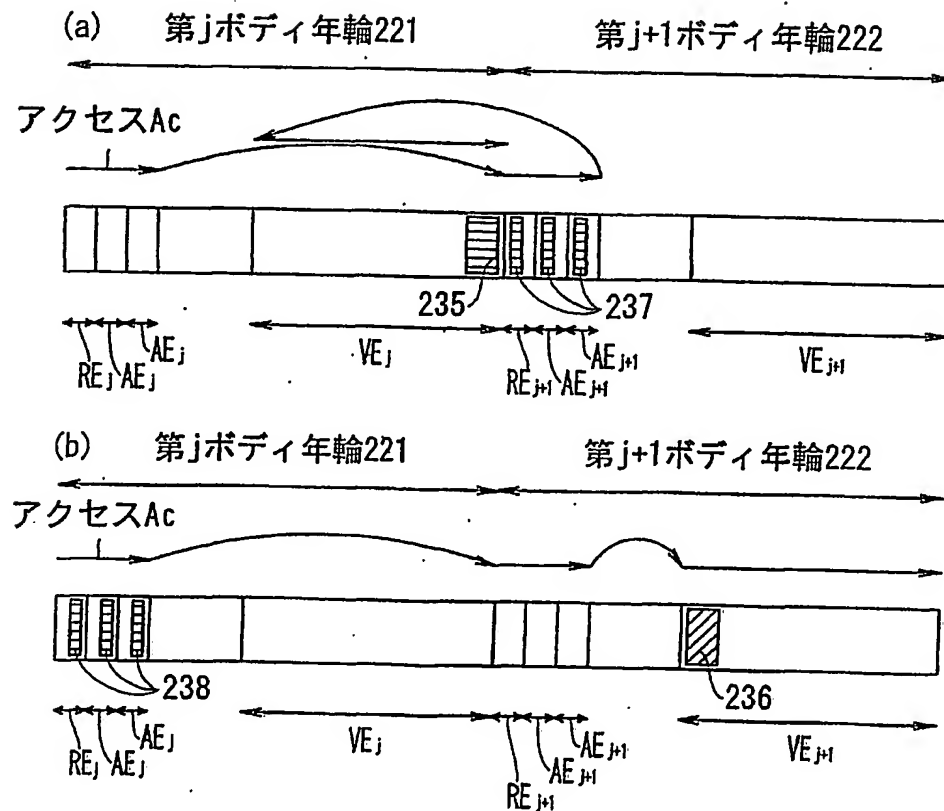 (a) 第jボディ年輪221 第j+1ボディ年輪222
アクセスAc
235 237
REj AEj AEj VEj REj+1 AEj+1 AEj+1 VEj+1
(b) 第jボディ年輪221 第j+1ボディ年輪222
アクセスAc
238 236
REj AEj AEj VEj REj+1 AEj+1 AEj+1 VEj+1